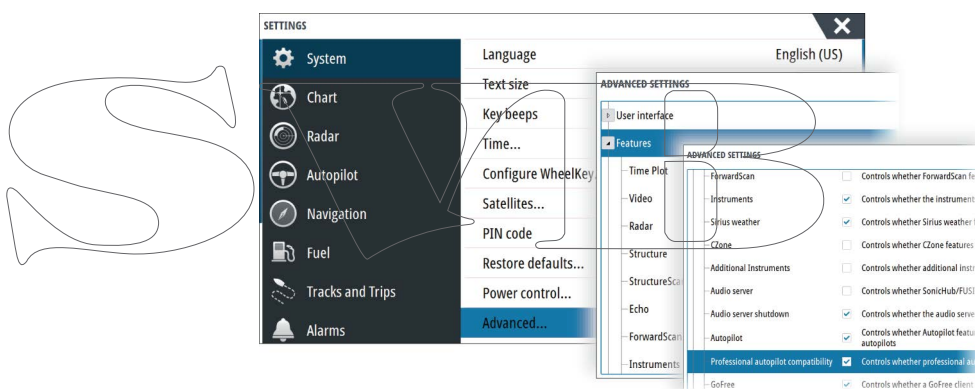 SETTINGS
System
Chart
Radar
Autopilot
Navigation
Fuel
Tracks and Trips
Alarms
Language English (US)
Text size
Key beeps
Time...
Configure WheelKey
Satellites...
PIN code
Restore defaults...
Power control...
Advanced...
ADVANCED SETTINGS
User interface
Features
Time Plot
Video
Radar
Structure
StructureSca
Echo
ForwardScan
Instruments
ADVANCED SETTINGS
ForwardScan Controls whether ForwardScan fe
Instruments Controls whether the instruments
Sirius weather Controls whether Sirius weather
CZone Controls whether CZone features
Additional Instruments Controls whether additional instr
Audio server Controls whether SonicHub/FUSI
Audio server shutdown Controls whether the audio serve
Autopilot Controls whether Autopilot featu
autopilots
Professional autopilot compatibility Controls whether professional au
GoFree Controls whether a GoFree client